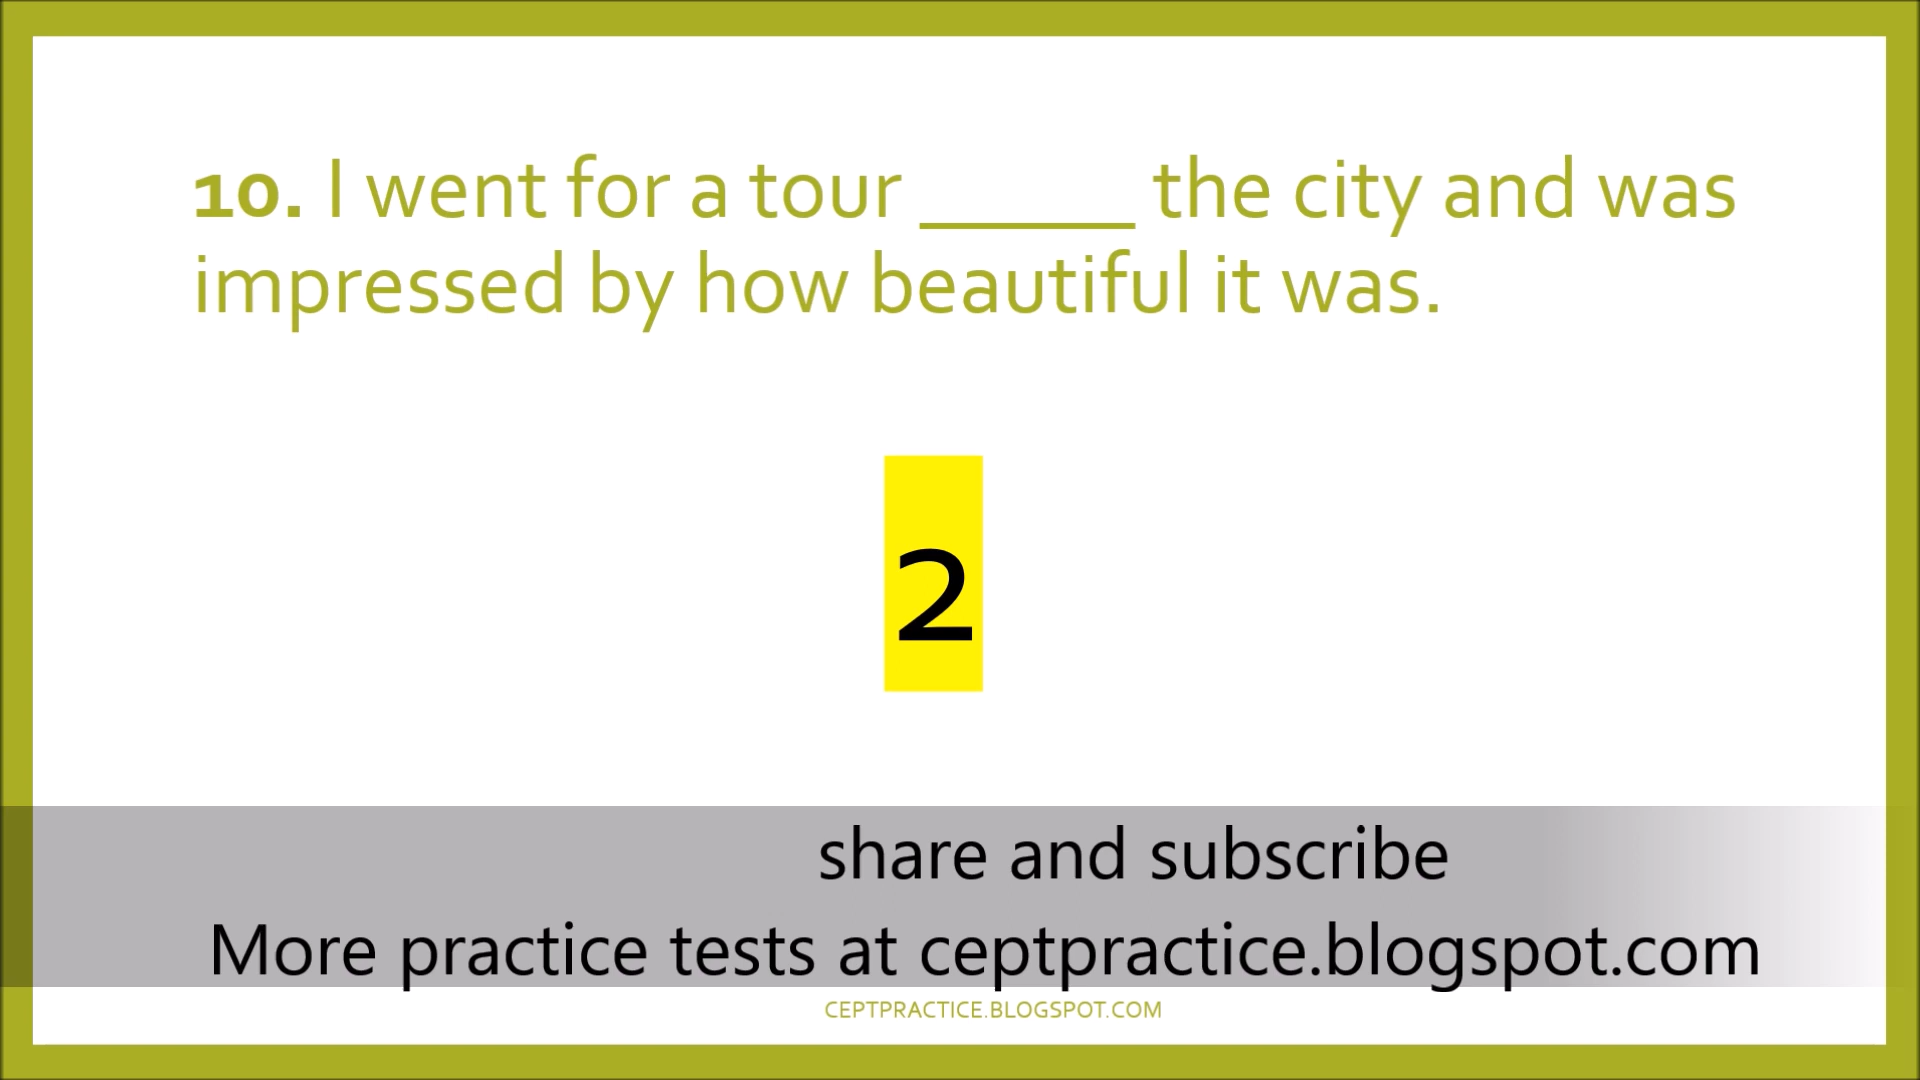 10. I went for a tour _____ the city and was
impressed by how beautiful it was.
2
share and subscribe
More practice tests at ceptpractice.blogspot.com
CEPTPRACTICE.BLOGSPOT.COM